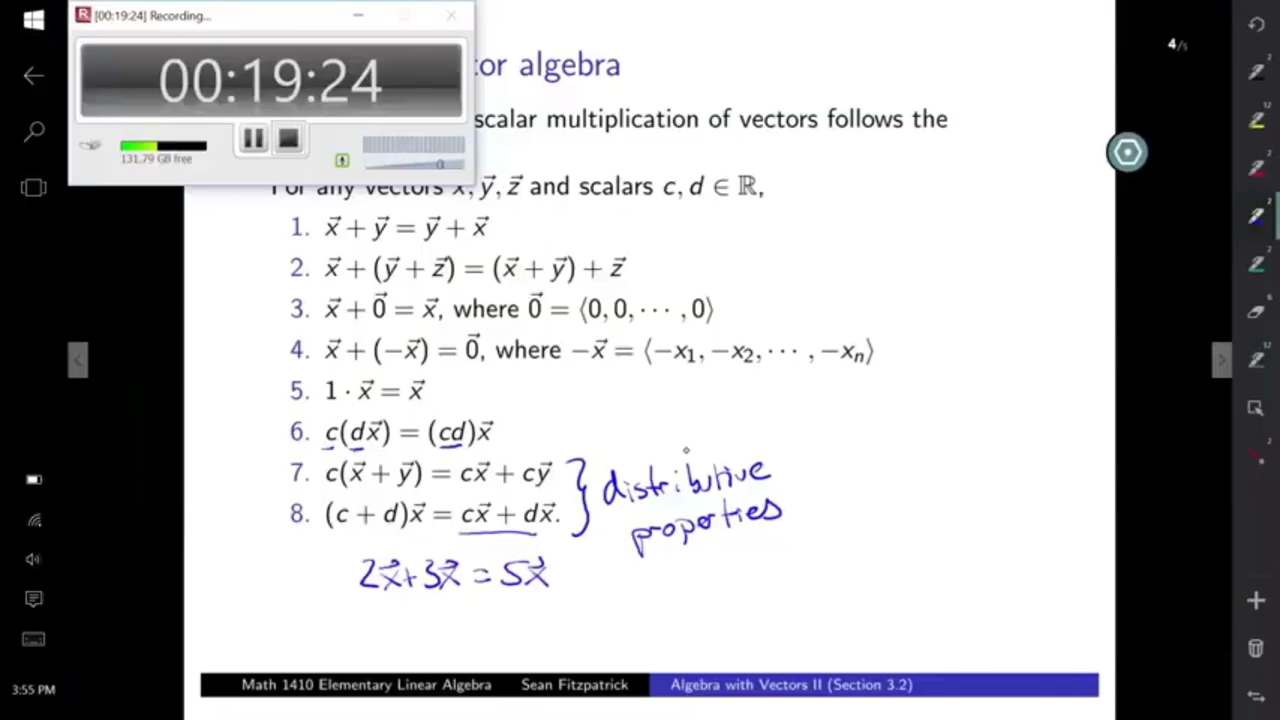 [00:19:24] Recording...
00:19:24
131.79 GB free
4/5
tor algebra
scalar multiplication of vectors follows the
For any vectors x⃗, y⃗, z⃗ and scalars c, d ∈ ℝ,
1. x⃗ + y⃗ = y⃗ + x⃗
2. x⃗ + (y⃗ + z⃗) = (x⃗ + y⃗) + z⃗
3. x⃗ + 0⃗ = x⃗, where 0⃗ = ⟨0, 0, ⋯ , 0⟩
4. x⃗ + (−x⃗) = 0⃗, where −x⃗ = ⟨−x₁, −x₂, ⋯ , −xₙ⟩
5. 1 · x⃗ = x⃗
6. c(dx⃗) = (cd)x⃗
7. c(x⃗ + y⃗) = cx⃗ + cy⃗
8. (c + d)x⃗ = cx⃗ + dx⃗.
distributive
properties
2x⃗ + 3x⃗ = 5x⃗
3:55 PM
Math 1410 Elementary Linear Algebra Sean Fitzpatrick Algebra with Vectors II (Section 3.2)